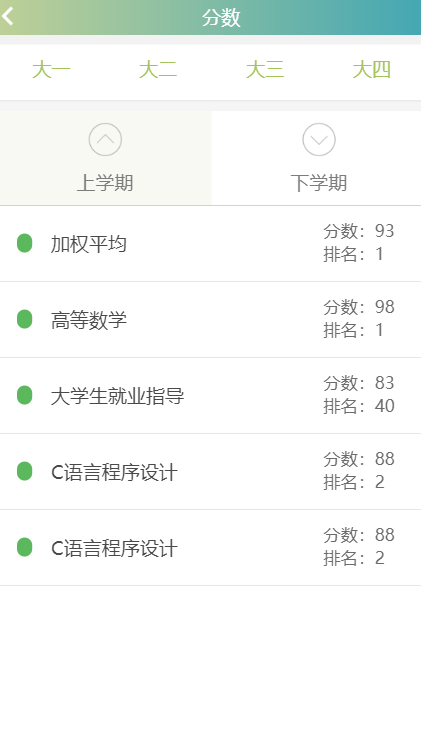 分数
大一 大二 大三 大四
上学期 下学期
加权平均
分数：93
排名：1
高等数学
分数：98
排名：1
大学生就业指导
分数：83
排名：40
C语言程序设计
分数：88
排名：2
C语言程序设计
分数：88
排名：2